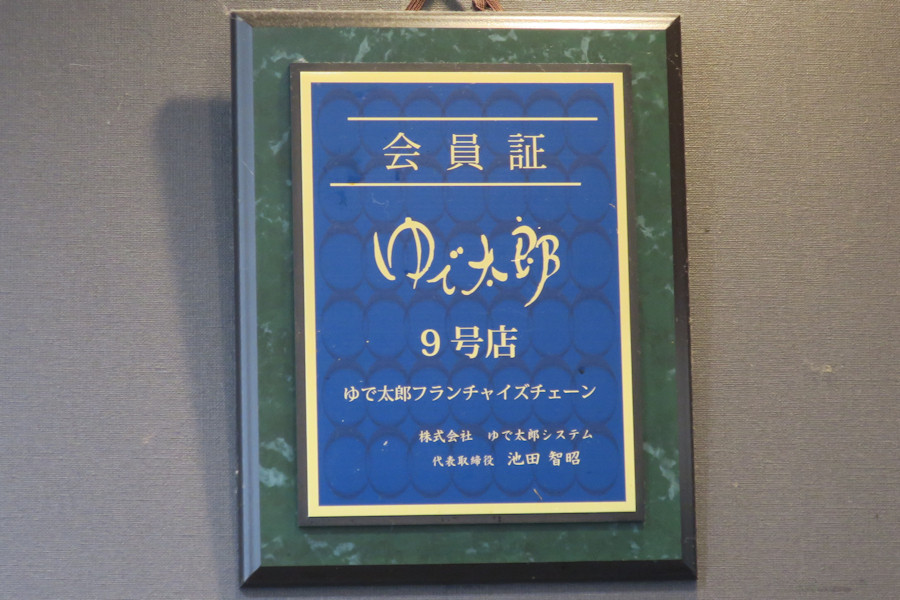 会員証
ゆで太郎
9号店
ゆで太郎フランチャイズチェーン
株式会社 ゆで太郎システム
代表取締役 池田 智昭